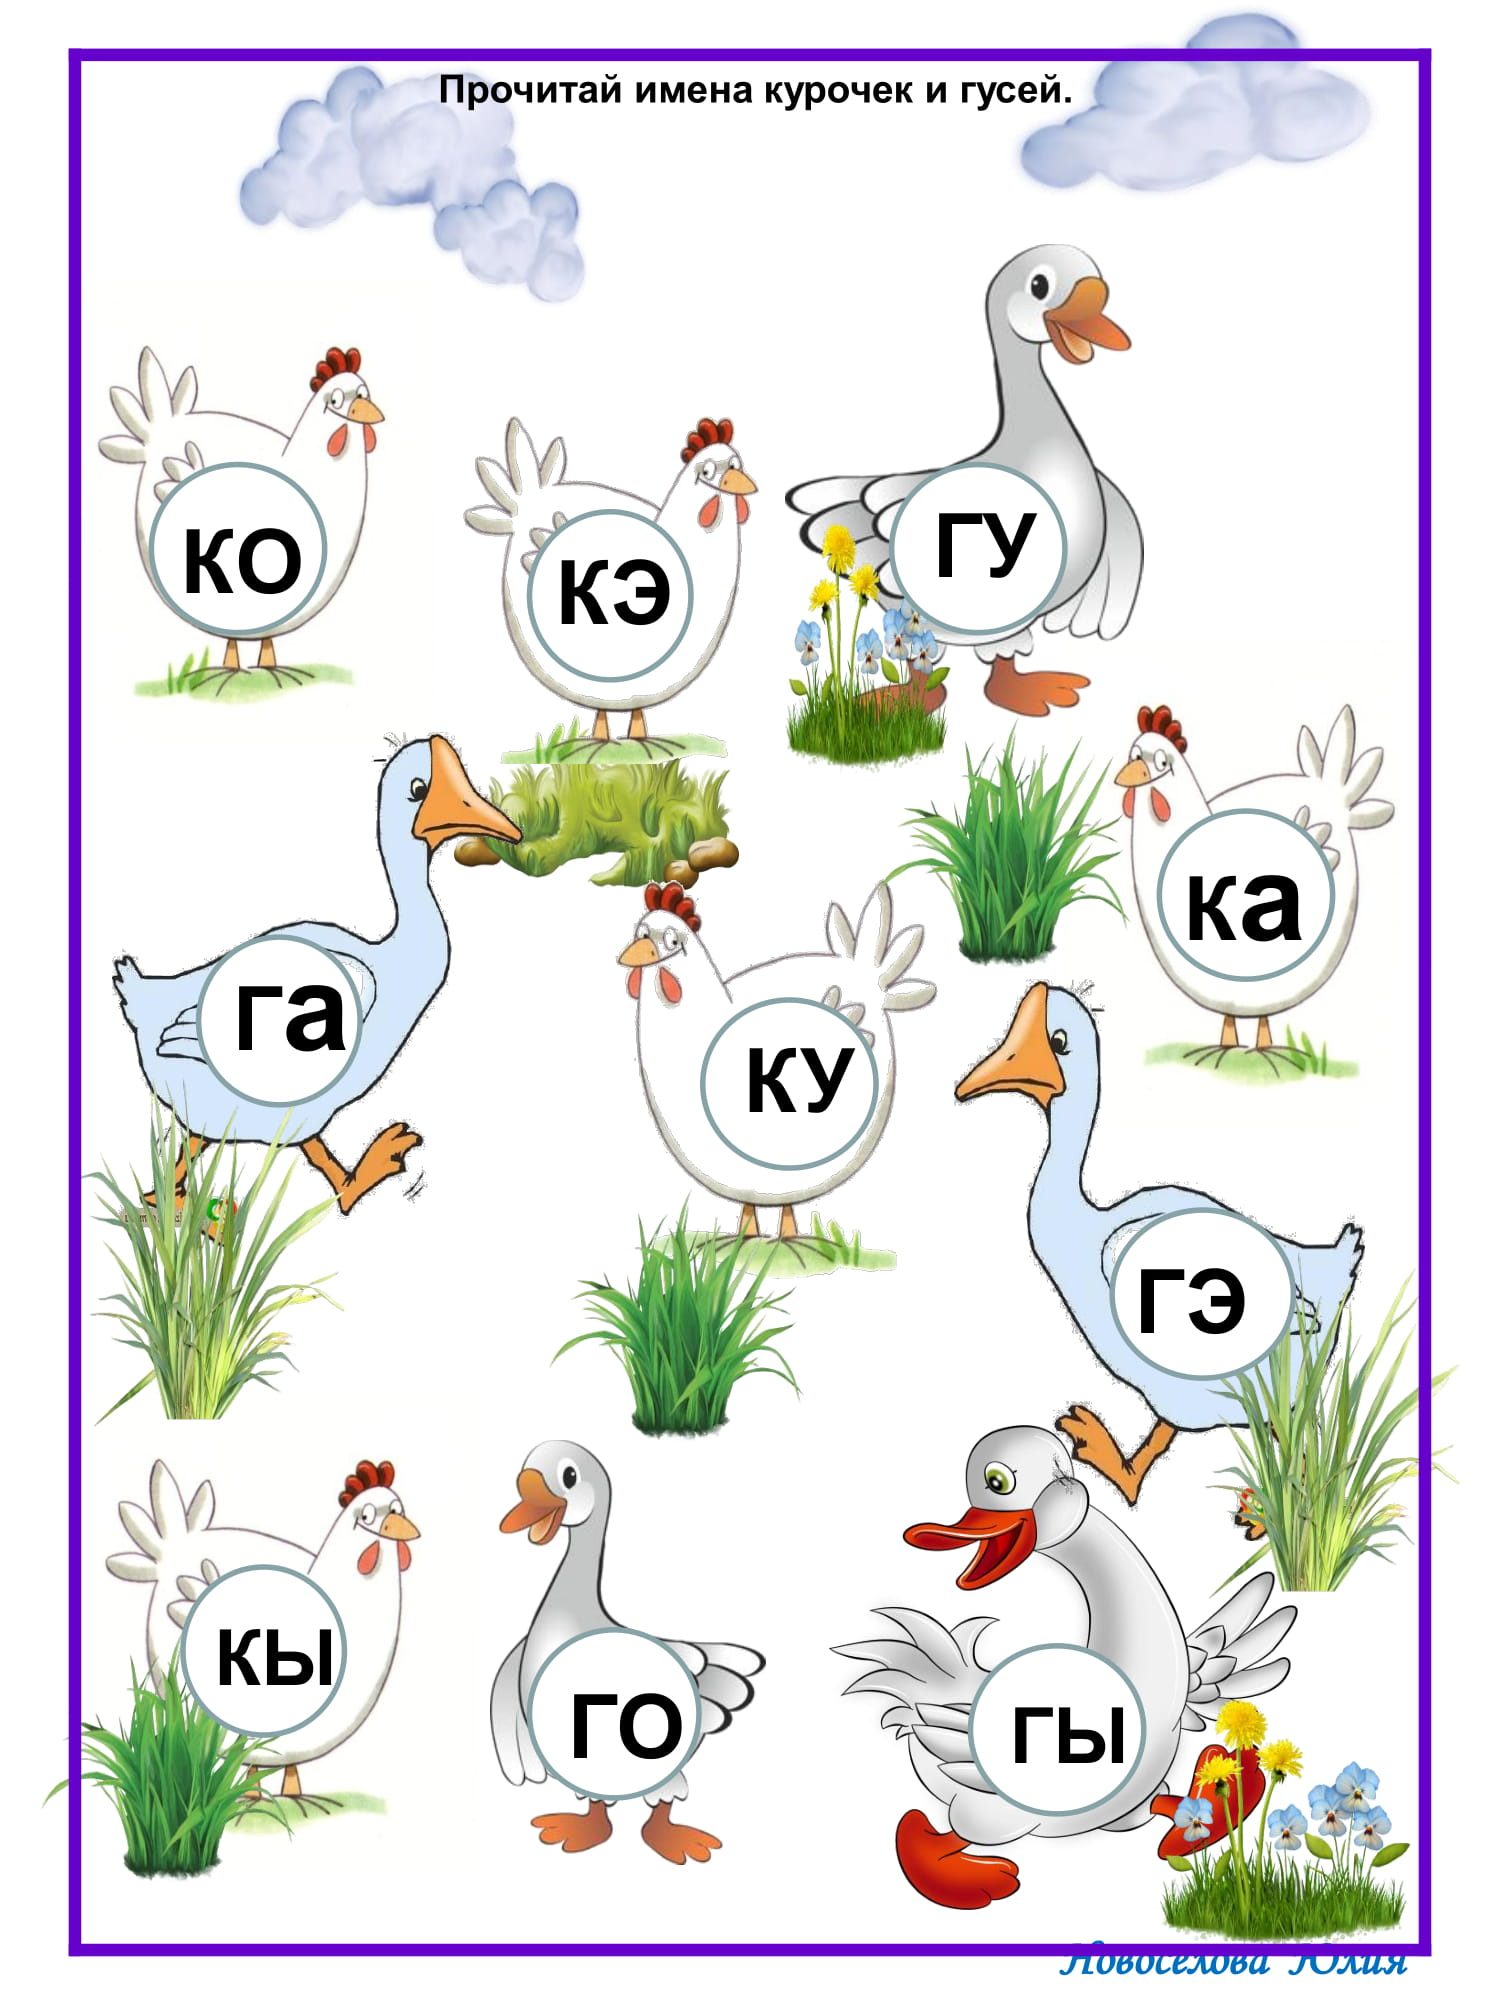 Прочитай имена курочек и гусей.
ко
кэ
гу
ка
га
ку
гэ
кы
го
гы
Новоселова Юлия